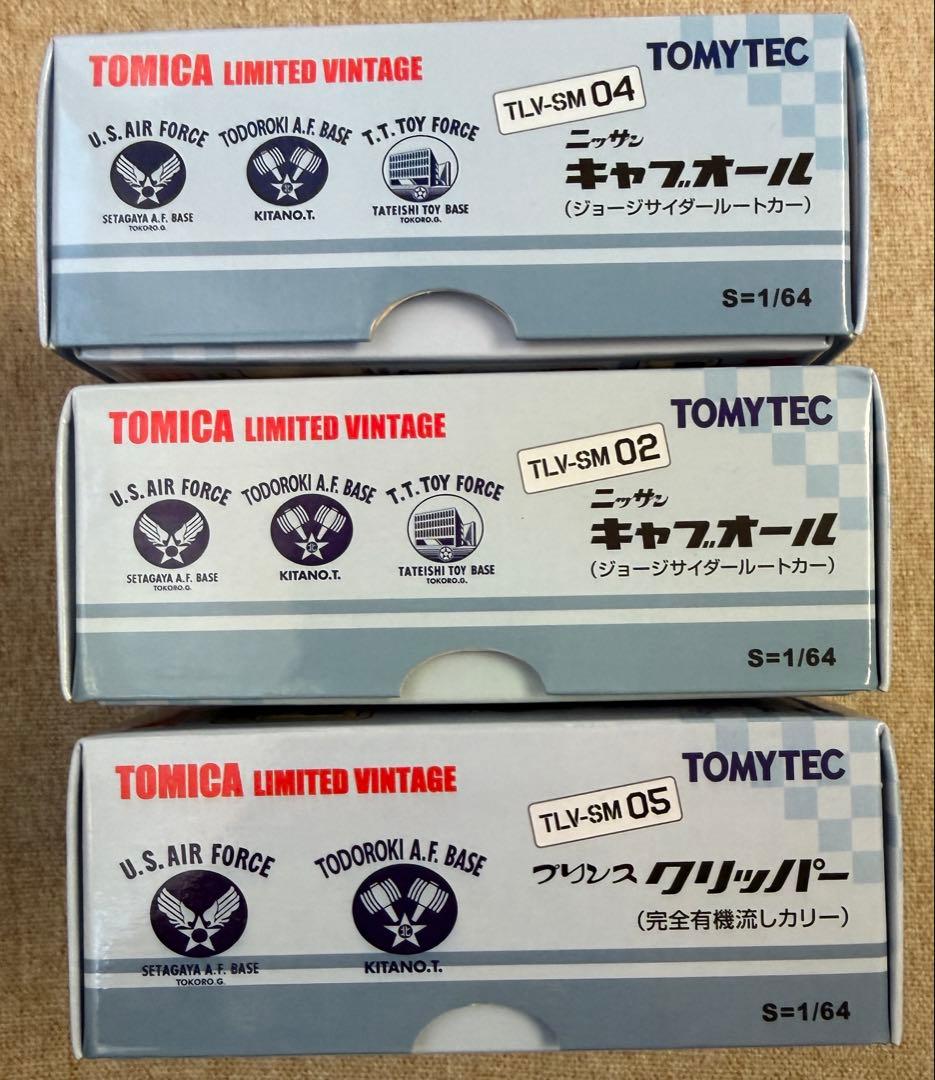 TOMICA LIMITED VINTAGE
TOMYTEC
TLV-SM 04
U.S. AIR FORCE
SETAGAYA A.F. BASE
TOKORO.G.
TODOROKI A.F. BASE
北
KITANO.T.
T.T. TOY FORCE
TATEISHI TOY BASE
TOKORO.G.
ニッサン
キャブオール
(ジョージサイダールートカー)
S=1/64
TOMICA LIMITED VINTAGE
TOMYTEC
TLV-SM 02
U.S. AIR FORCE
SETAGAYA A.F. BASE
TOKORO.G.
TODOROKI A.F. BASE
北
KITANO.T.
T.T. TOY FORCE
TATEISHI TOY BASE
TOKORO.G.
ニッサン
キャブオール
(ジョージサイダールートカー)
S=1/64
TOMICA LIMITED VINTAGE
TOMYTEC
TLV-SM 05
U.S. AIR FORCE
SETAGAYA A.F. BASE
TOKORO.G.
TODOROKI A.F. BASE
北
KITANO.T.
プリンス クリッパー
(完全有機流しカリー)
S=1/64